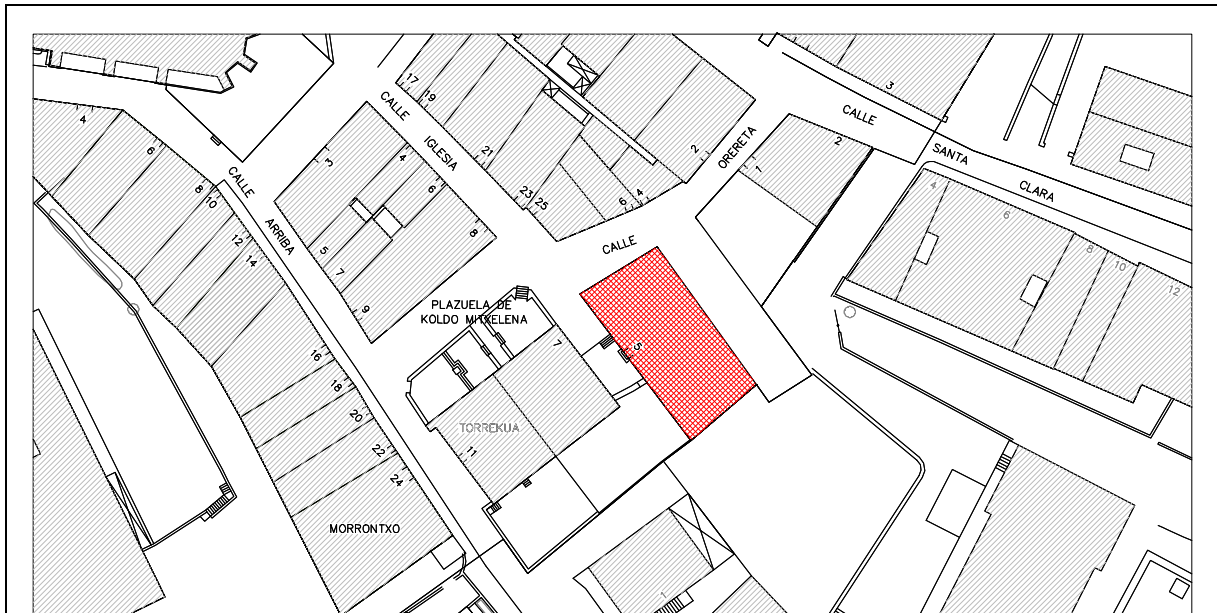 17
19
CALLE
IGLESIA
21
23
25
3
4
6
8
5
7
9
4
6
8
10
CALLE
ARRIBA
12
14
16
18
20
22
24
MORRONTXO
PLAZUELA DE
KOLDO MITXELENA
7
TORREKUA
11
CALLE
ORERETA
6
4
2
1
2
5
3
CALLE
SANTA
CLARA
4
6
8
10
12
1